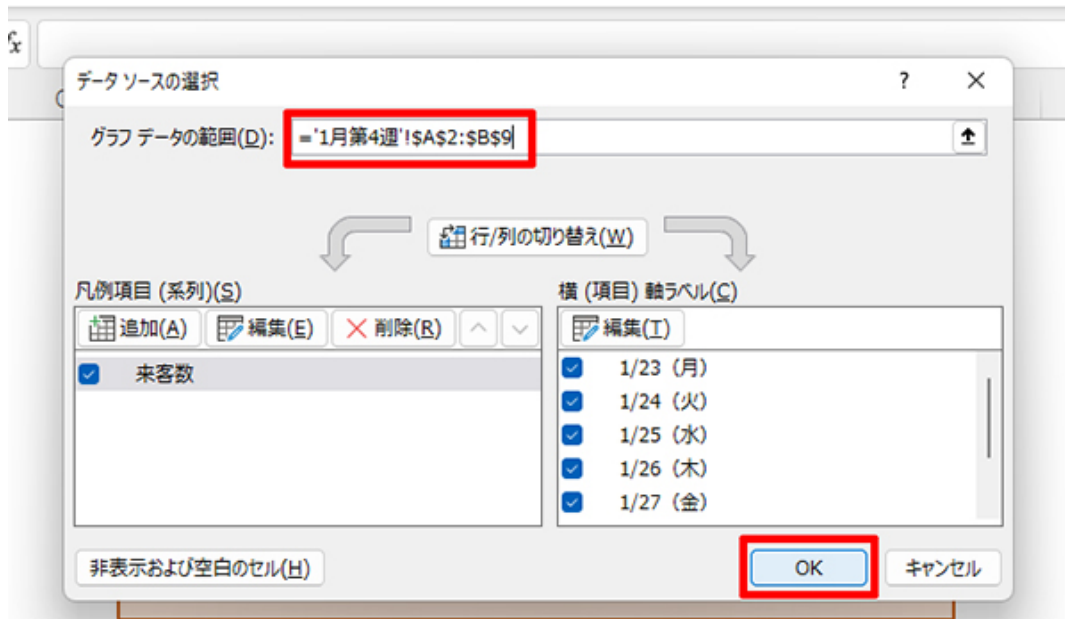 fx
データ ソースの選択 ?
グラフ データの範囲(D): ='1月第4週'!$A$2:$B$9
行/列の切り替え(W)
凡例項目 (系列)(S)
横 (項目) 軸ラベル(C)
追加(A) 編集(E) 削除(R)
編集(T)
来客数
1/23（月）
1/24（火）
1/25（水）
1/26（木）
1/27（金）
非表示および空白のセル(H)
OK キャンセル